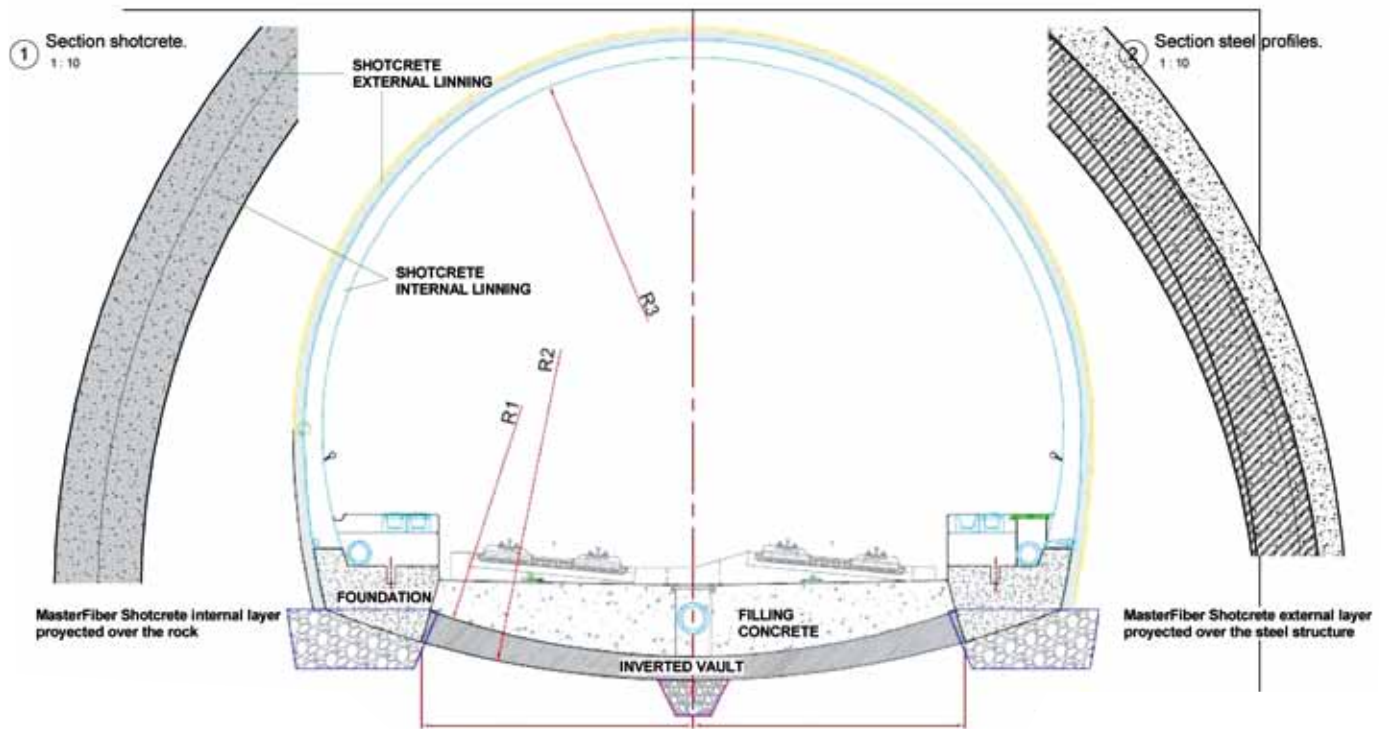 1
Section shotcrete.
1 : 10
SHOTCRETE
EXTERNAL LINNING
2
Section steel profiles.
1 : 10
SHOTCRETE
INTERNAL LINNING
R3
R2
R1
FOUNDATION
FILLING
CONCRETE
INVERTED VAULT
MasterFiber Shotcrete internal layer
proyected over the rock
MasterFiber Shotcrete external layer
proyected over the steel structure